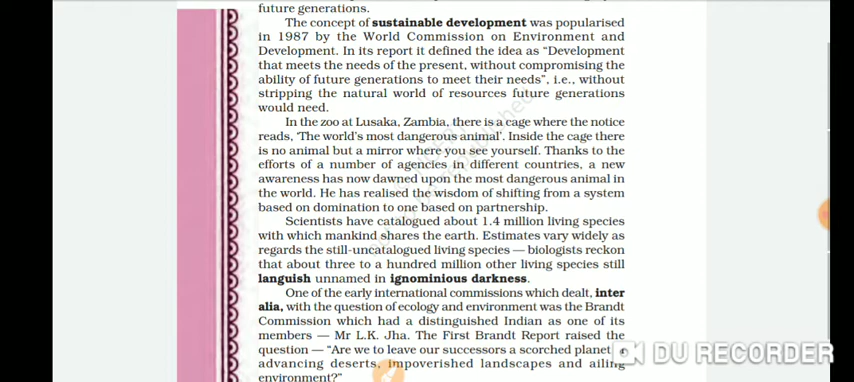 future generations.
The concept of sustainable development was popularised
in 1987 by the World Commission on Environment and
Development. In its report it defined the idea as “Development
that meets the needs of the present, without compromising the
ability of future generations to meet their needs”, i.e., without
stripping the natural world of resources future generations
would need.
In the zoo at Lusaka, Zambia, there is a cage where the notice
reads, ‘The world’s most dangerous animal’. Inside the cage there
is no animal but a mirror where you see yourself. Thanks to the
efforts of a number of agencies in different countries, a new
awareness has now dawned upon the most dangerous animal in
the world. He has realised the wisdom of shifting from a system
based on domination to one based on partnership.
Scientists have catalogued about 1.4 million living species
with which mankind shares the earth. Estimates vary widely as
regards the still-uncatalogued living species — biologists reckon
that about three to a hundred million other living species still
languish unnamed in ignominious darkness.
One of the early international commissions which dealt, inter
alia, with the question of ecology and environment was the Brandt
Commission which had a distinguished Indian as one of its
members — Mr L.K. Jha. The First Brandt Report raised the
question — “Are we to leave our successors a scorched planet
advancing deserts, impoverished landscapes and ailing
environment?”
DU RECORDER